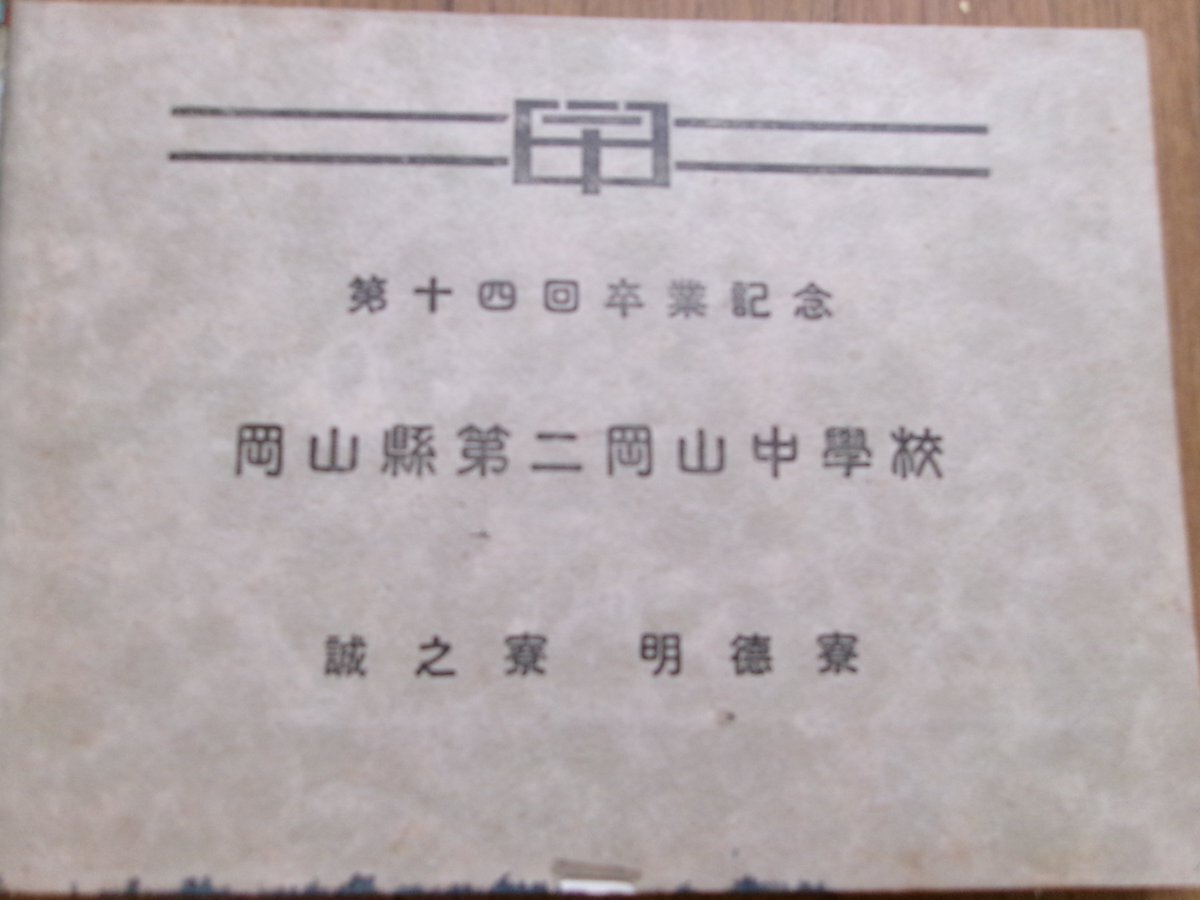 第十四回卒業記念
岡山縣第二岡山中學校
誠之寮 明德寮